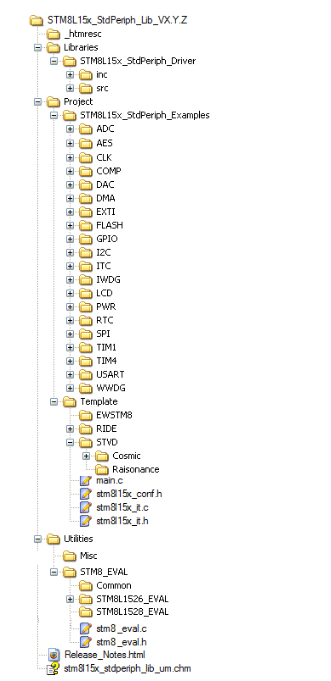 STM8L15x_StdPeriph_Lib_VX.Y.Z
_htmresc
Libraries
STM8L15x_StdPeriph_Driver
inc
src
Project
STM8L15x_StdPeriph_Examples
ADC
AES
CLK
COMP
DAC
DMA
EXTI
FLASH
GPIO
I2C
ITC
IWDG
LCD
PWR
RTC
SPI
TIM1
TIM4
USART
WWDG
Template
EWSTM8
RIDE
STVD
Cosmic
Raisonance
main.c
stm8l15x_conf.h
stm8l15x_it.c
stm8l15x_it.h
Utilities
Misc
STM8_EVAL
Common
STM8L1526_EVAL
STM8L1528_EVAL
stm8_eval.c
stm8_eval.h
Release_Notes.html
stm8l15x_stdperiph_lib_um.chm